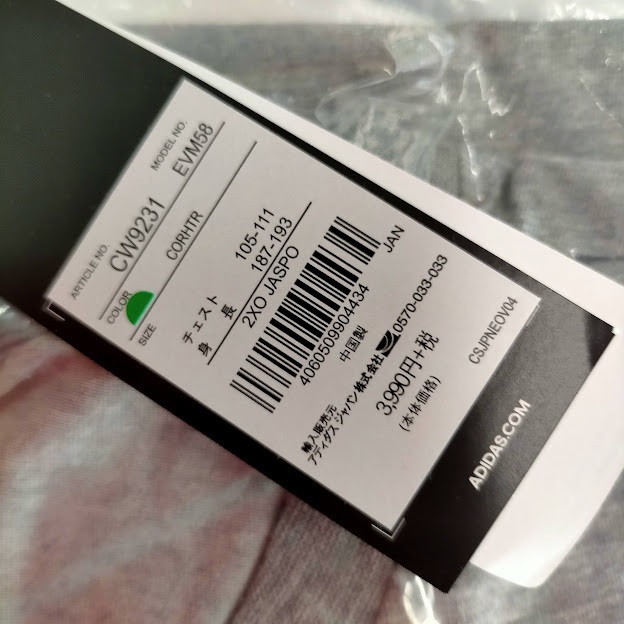 ARTICLE NO. MODEL NO.
CW9231 EVM58
COLOR CORHTR
SIZE
チェスト 105-111
身長 187-193
2XO JASPO
4060509904434 JAN
中国製
輸入販売元
アディダス ジャパン株式会社 0570-033-033
3,990円+税
(本体価格)
CSJPNEOV04
ADIDAS.COM